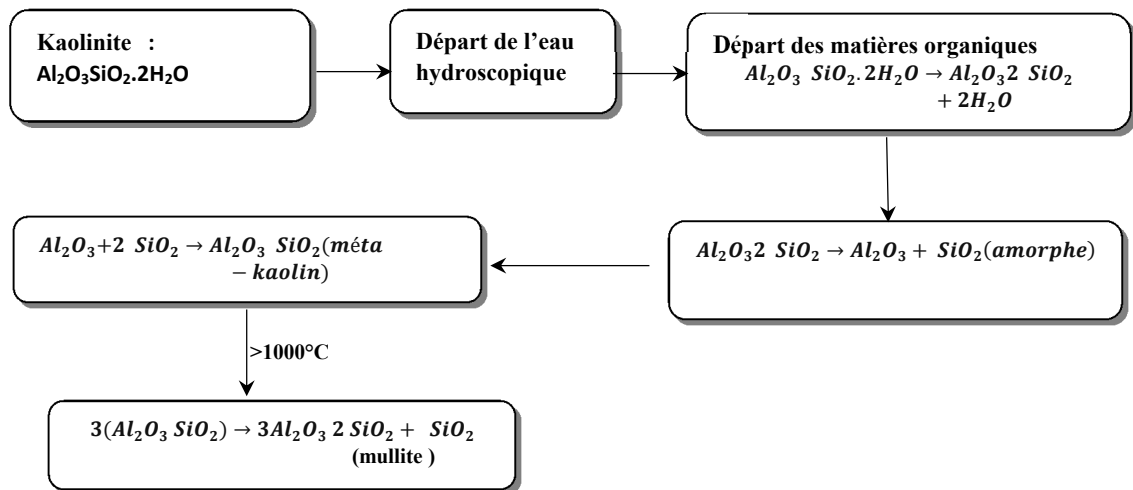 Kaolinite :
Al₂O₃SiO₂.2H₂O
Départ de l’eau
hydroscopique
Départ des matières organiques
Al₂O₃ SiO₂.2H₂O → Al₂O₃2 SiO₂
+ 2H₂O
Al₂O₃2 SiO₂ → Al₂O₃ + SiO₂(amorphe)
Al₂O₃+2 SiO₂ → Al₂O₃ SiO₂(méta
− kaolin)
>1000°C
3(Al₂O₃ SiO₂) → 3Al₂O₃ 2 SiO₂ + SiO₂
(mullite )